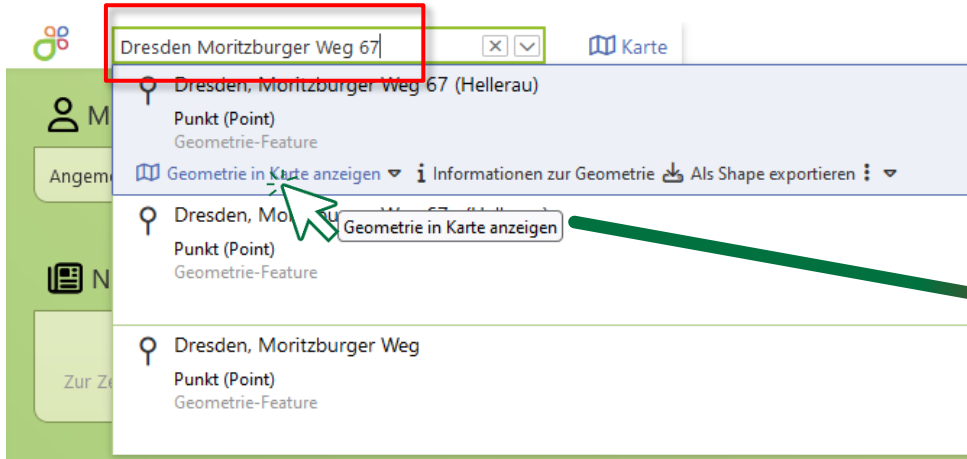 Dresden Moritzburger Weg 67
Karte
Dresden, Moritzburger Weg 67 (Hellerau)
Punkt (Point)
Geometrie-Feature
Geometrie in Karte anzeigen
Informationen zur Geometrie
Als Shape exportieren
Dresden,
Geometrie in Karte anzeigen
Punkt (Point)
Geometrie-Feature
Dresden, Moritzburger Weg
Punkt (Point)
Geometrie-Feature
M
Angem
N
Zur Ze